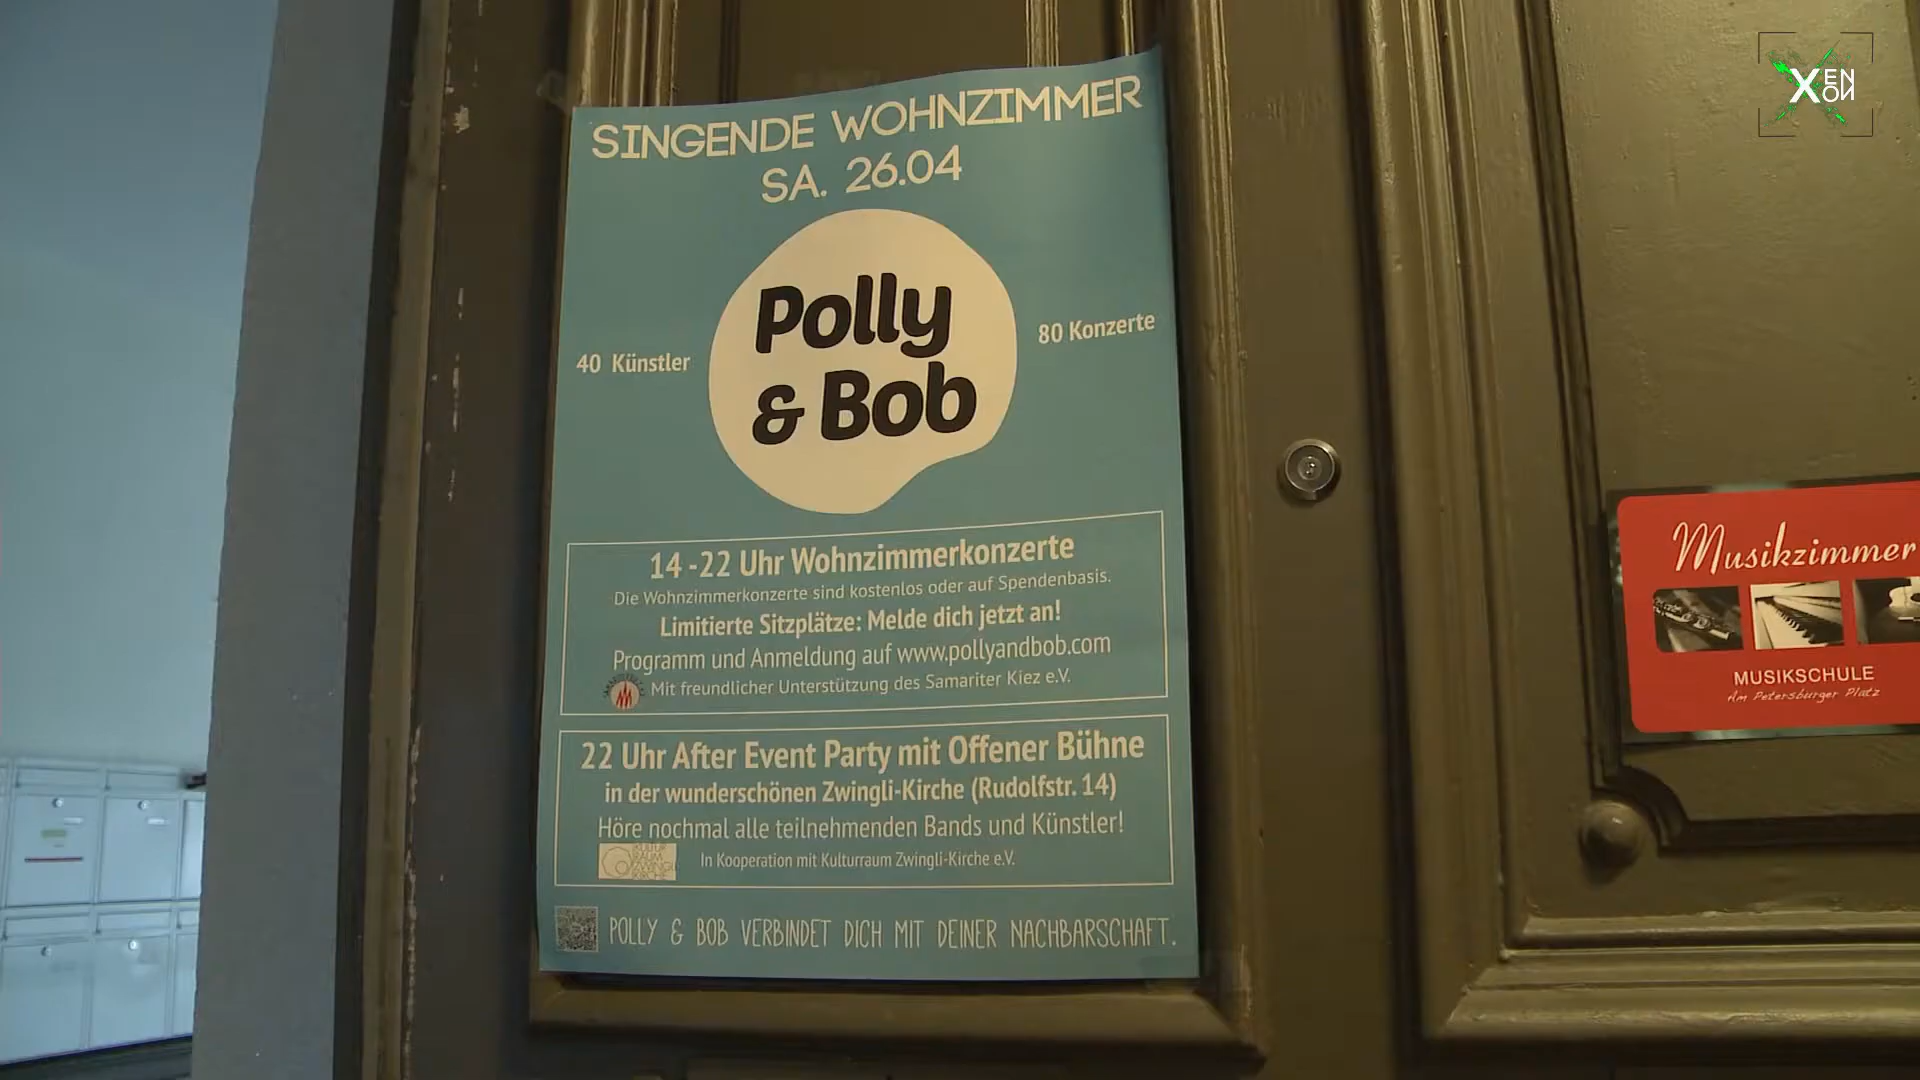 SINGENDE WOHNZIMMER
SA. 26.04
Polly
& Bob
40 Künstler
80 Konzerte
14 -22 Uhr Wohnzimmerkonzerte
Die Wohnzimmerkonzerte sind kostenlos oder auf Spendenbasis.
Limitierte Sitzplätze: Melde dich jetzt an!
Programm und Anmeldung auf www.pollyandbob.com
Mit freundlicher Unterstützung des Samariter Kiez e.V.
22 Uhr After Event Party mit Offener Bühne
in der wunderschönen Zwingli-Kirche (Rudolfstr. 14)
Höre nochmal alle teilnehmenden Bands und Künstler!
KULTUR
RAUM
ZWINGLI
KIRCHE
In Kooperation mit Kulturraum Zwingli-Kirche e.V.
POLLY & BOB VERBINDET DICH MIT DEINER NACHBARSCHAFT.
Musikzimmer
MUSIKSCHULE
Am Petersburger Platz
XENON